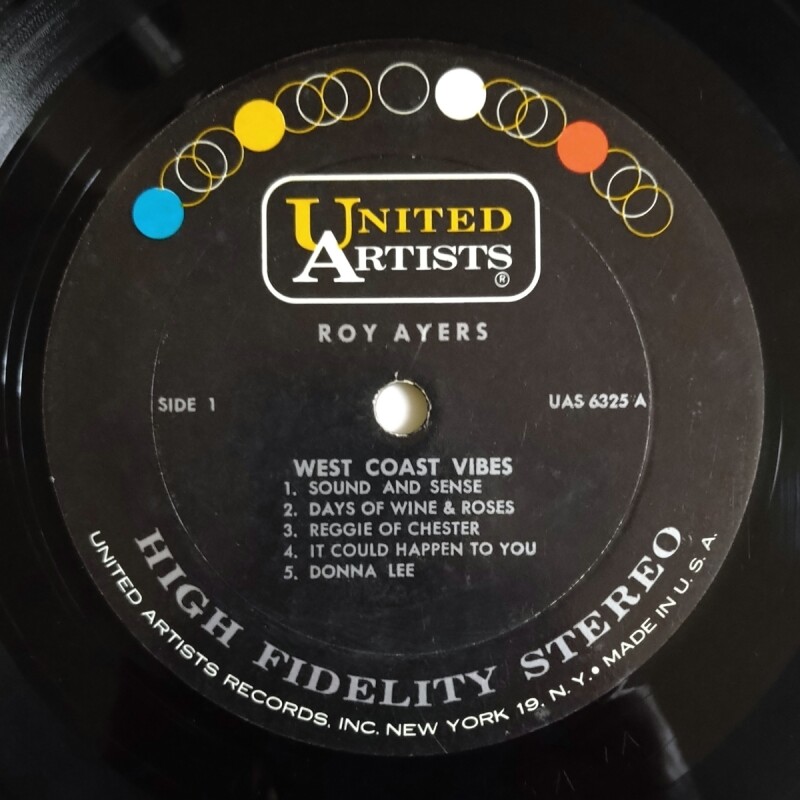 UNITED
ARTISTS ®
ROY AYERS
SIDE 1
UAS 6325 A
WEST COAST VIBES
1. SOUND AND SENSE
2. DAYS OF WINE & ROSES
3. REGGIE OF CHESTER
4. IT COULD HAPPEN TO YOU
5. DONNA LEE
HIGH FIDELITY STEREO
UNITED ARTISTS RECORDS, INC. NEW YORK 19, N. Y. • MADE IN U. S. A.